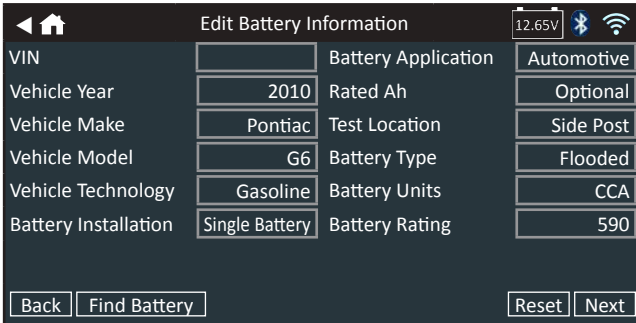 Edit Battery Information 12.65V
VIN Battery Application Automotive
Vehicle Year 2010 Rated Ah Optional
Vehicle Make Pontiac Test Location Side Post
Vehicle Model G6 Battery Type Flooded
Vehicle Technology Gasoline Battery Units CCA
Battery Installation Single Battery Battery Rating 590
Back Find Battery Reset Next